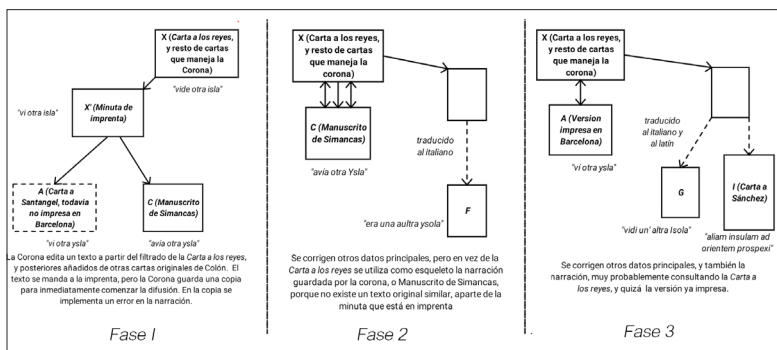 X (Carta a los reyes,
y resto de cartas
que maneja la
Corona)
"vide otra isla"
"vi otra isla"
X' (Minuta de
imprenta)
A (Carta a
Santangel, todavía
no impresa en
Barcelona)
C (Manuscrito
de Simancas)
"vi otra ysla"
"avía otra ysla"
La Corona edita un texto a partir del filtrado de la Carta a los reyes,
y posteriores añadidos de otras cartas originales de Colón. El
texto se manda a la imprenta, pero la Corona guarda una copia
para inmediatamente comenzar la difusión. En la copia se
implementa un error en la narración.
Fase I
X (Carta a los reyes,
y resto de cartas
que maneja la
corona)
C (Manuscrito
de Simancas)
"avía otra Ysla"
traducido
al italiano
F
"era una aultra ysola"
Se corrigen otros datos principales, pero en vez de la
Carta a los reyes se utiliza como esqueleto la narración
guardada por la corona, o Manuscrito de Simancas,
porque no existe un texto original similar, aparte de la
minuta que está en imprenta
Fase 2
X (Carta a los reyes,
y resto de cartas
que maneja la
corona)
A (Version
impresa en
Barcelona)
"ví otra ysla"
traducido
al italiano y
al latín
G
I (Carta a
Sánchez)
"vidi un' altra Isola"
"aliam insulam ad
orientem prospexi"
Se corrigen otros datos principales, y también la
narración, muy probablemente consultando la Carta a
los reyes, y quizá la versión ya impresa.
Fase 3